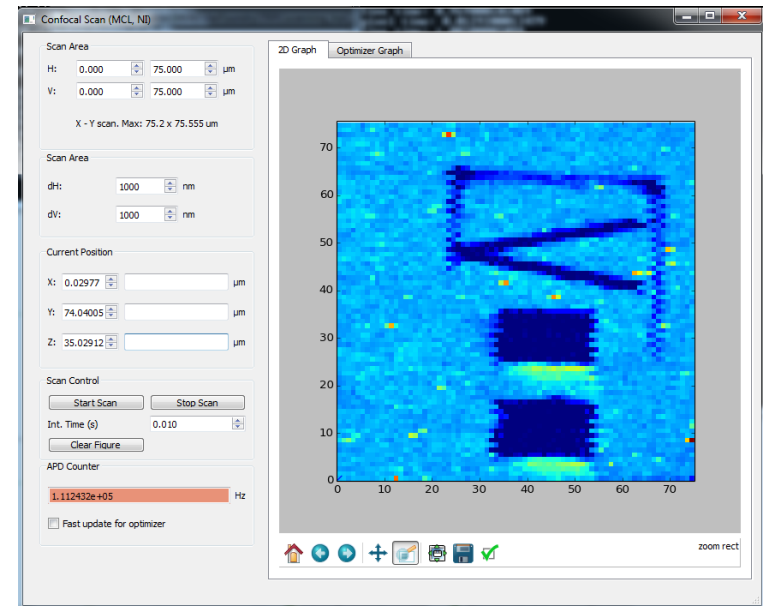 Confocal Scan (MCL, NI)
Scan Area
H: 0.000 75.000 µm
V: 0.000 75.000 µm
X - Y scan. Max: 75.2 x 75.555 um
Scan Area
dH: 1000 nm
dV: 1000 nm
Current Position
X: 0.02977 µm
Y: 74.04005 µm
Z: 35.02912 µm
Scan Control
Start Scan Stop Scan
Int. Time (s) 0.010
Clear Figure
APD Counter
1.112432e+05 Hz
Fast update for optimizer
2D Graph Optimizer Graph
70
60
50
40
30
20
10
0
0 10 20 30 40 50 60 70
zoom rect